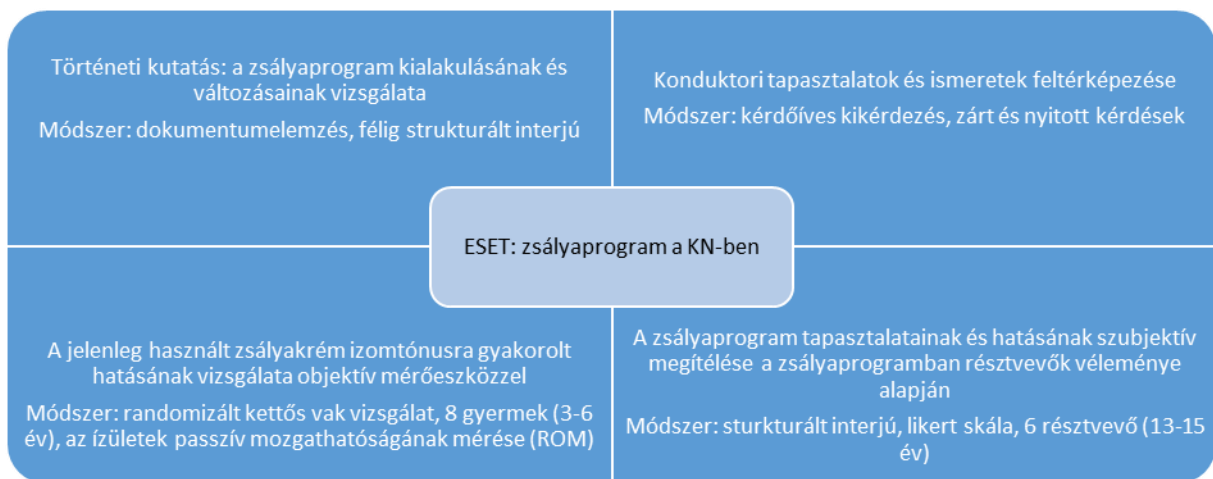 Történeti kutatás: a zsályaprogram kialakulásának és
változásainak vizsgálata
Módszer: dokumentumelemzés, félig strukturált interjú
Konduktori tapasztalatok és ismeretek feltérképezése
Módszer: kérdőíves kikérdezés, zárt és nyitott kérdések
ESET: zsályaprogram a KN-ben
A jelenleg használt zsályakrém izomtónusra gyakorolt
hatásának vizsgálata objektív mérőeszközzel
Módszer: randomizált kettős vak vizsgálat, 8 gyermek (3-6
év), az ízületek passzív mozgathatóságának mérése (ROM)
A zsályaprogram tapasztalatainak és hatásának szubjektív
megítélése a zsályaprogramban résztvevők véleménye
alapján
Módszer: sturkturált interjú, likert skála, 6 résztvevő (13-15
év)